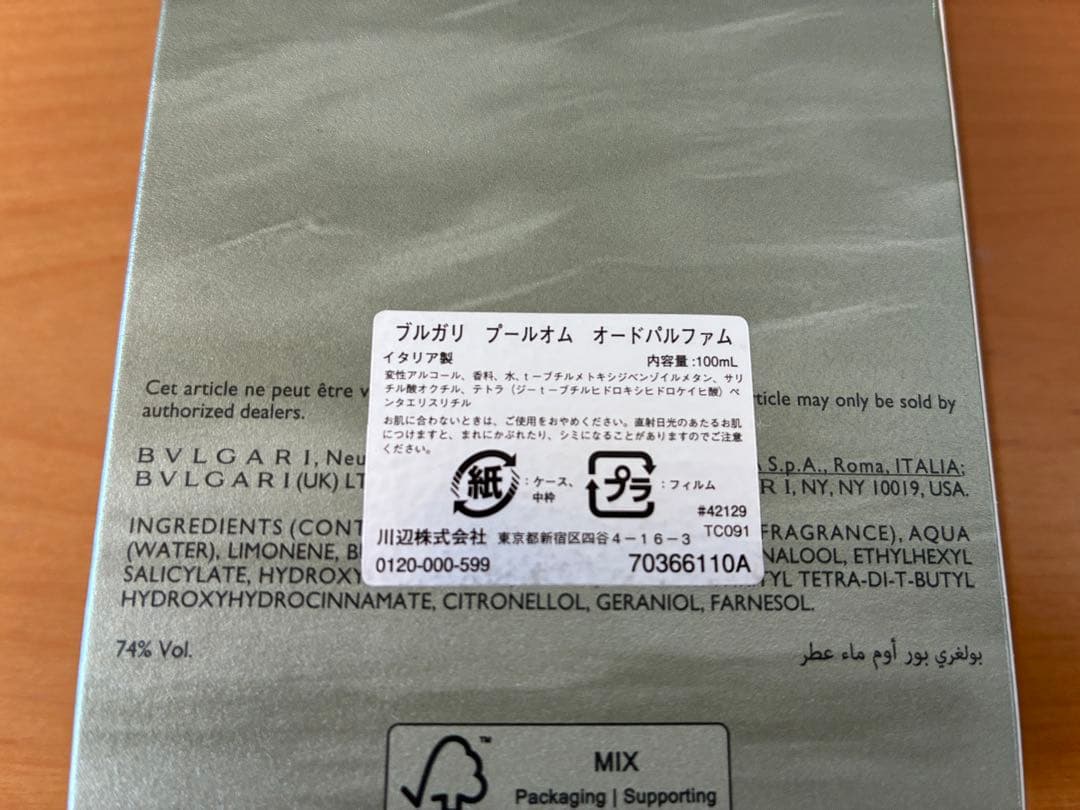 ブルガリ プールオム オードパルファム
イタリア製 内容量:100mL
変性アルコール、香料、水、t−ブチルメトキシジベンゾイルメタン、サリ
チル酸オクチル、テトラ(ジ−t−ブチルヒドロキシヒドロケイヒ酸)ペ
ンタエリスリチル
お肌に合わないときは、ご使用をおやめください。直射日光のあたるお肌
につけますと、まれにかぶれたり、シミになることがありますのでご注意
ください。
紙 :ケース、中枠
プラ :フィルム
#42129
川辺株式会社 東京都新宿区四谷4−16−3 TC091
0120-000-599 70366110A
Cet article ne peut être
ticle may only be sold by
authorized dealers.
BVLGARI, Neu
S.p.A., Roma, ITALIA;
BVLGARI (UK) LT
R I, NY, NY 10019, USA.
INGREDIENTS (CONT
FRAGRANCE), AQUA
(WATER), LIMONENE, B
NALOOL, ETHYLHEXYL
SALICYLATE, HYDROXY
YL TETRA-DI-T-BUTYL
HYDROXYHYDROCINNAMATE, CITRONELLOL, GERANIOL, FARNESOL.
74% Vol.
بولغري بور أوم ماء عطر
MIX
Packaging | Supporting